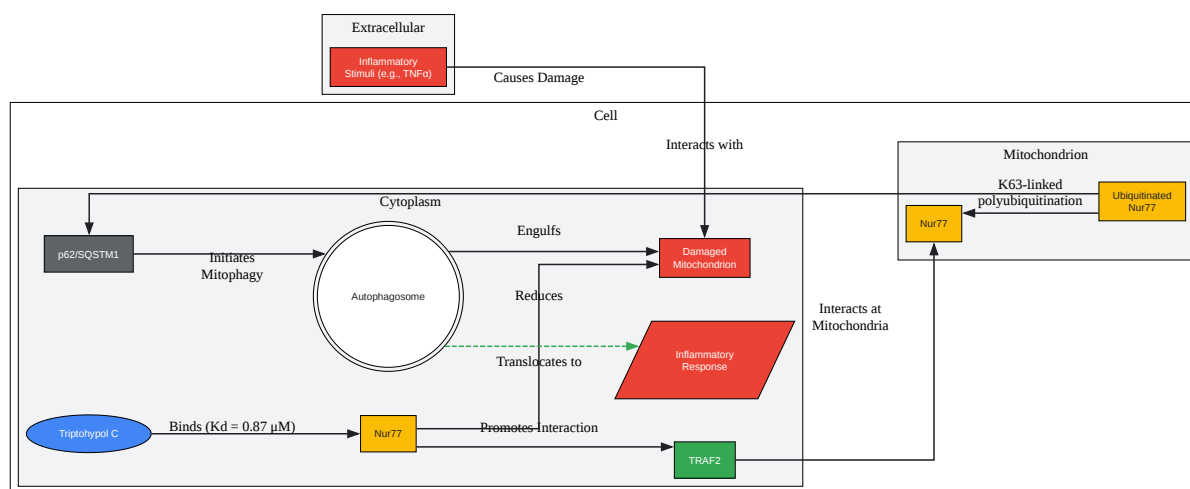 Extracellular
Inflammatory
Stimuli (e.g., TNFα)
Causes Damage
Cell
Interacts with
Mitochondrion
K63-linked
polyubiquitination
Ubiquitinated
Nur77
Nur77
Cytoplasm
p62/SQSTM1
Initiates
Mitophagy
Autophagosome
Engulfs
Damaged
Mitochondrion
Reduces
Interacts at
Mitochondria
Translocates to
Inflammatory
Response
Triptohypol C
Binds (Kd = 0.87 μM)
Nur77
Promotes Interaction
TRAF2